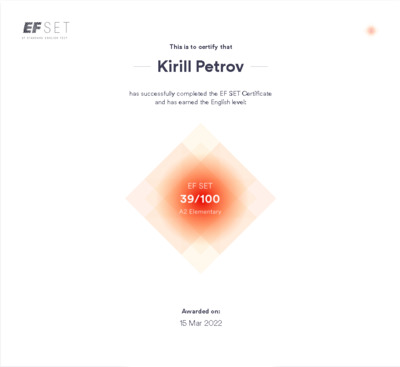 EF SET
EF STANDARD ENGLISH TEST
This is to certify that
Kirill Petrov
has successfully completed the EF SET Certificate
and has earned the English level:
EF SET
39/100
A2 Elementary
Awarded on:
15 Mar 2022